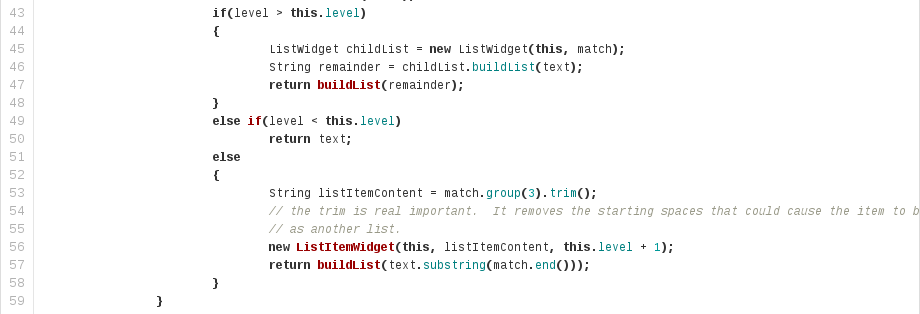 43 if(level > this.level)
44 {
45 ListWidget childList = new ListWidget(this, match);
46 String remainder = childList.buildList(text);
47 return buildList(remainder);
48 }
49 else if(level < this.level)
50 return text;
51 else
52 {
53 String listItemContent = match.group(3).trim();
54 // the trim is real important.  It removes the starting spaces that could cause the item to b
55 // as another list.
56 new ListItemWidget(this, listItemContent, this.level + 1);
57 return buildList(text.substring(match.end()));
58 }
59 }